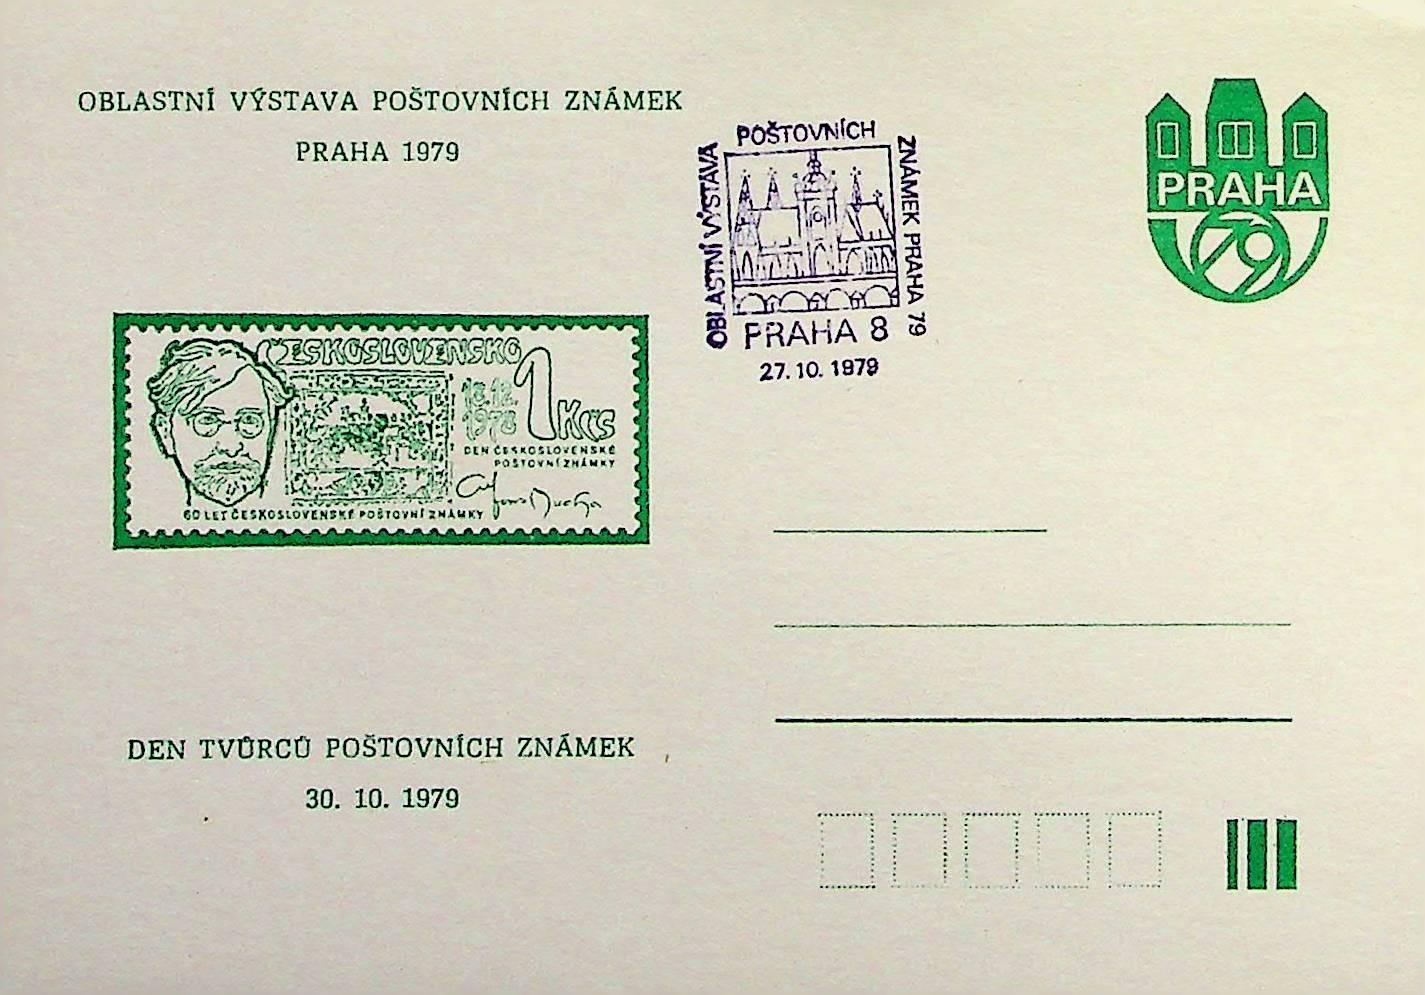 OBLASTNÍ VÝSTAVA POŠTOVNÍCH ZNÁMEK
PRAHA 1979
OBLASTNÍ VÝSTAVA
POŠTOVNÍCH
ZNÁMEK PRAHA 79
PRAHA 8
27. 10. 1979
PRAHA
79
ČESKOSLOVENSKO
18.12.
1978
1 Kčs
DEN ČESKOSLOVENSKÉ
POŠTOVNÍ ZNÁMKY
Alfons Mucha
60 LET ČESKOSLOVENSKÉ POŠTOVNÍ ZNÁMKY
DEN TVŮRCŮ POŠTOVNÍCH ZNÁMEK
30. 10. 1979